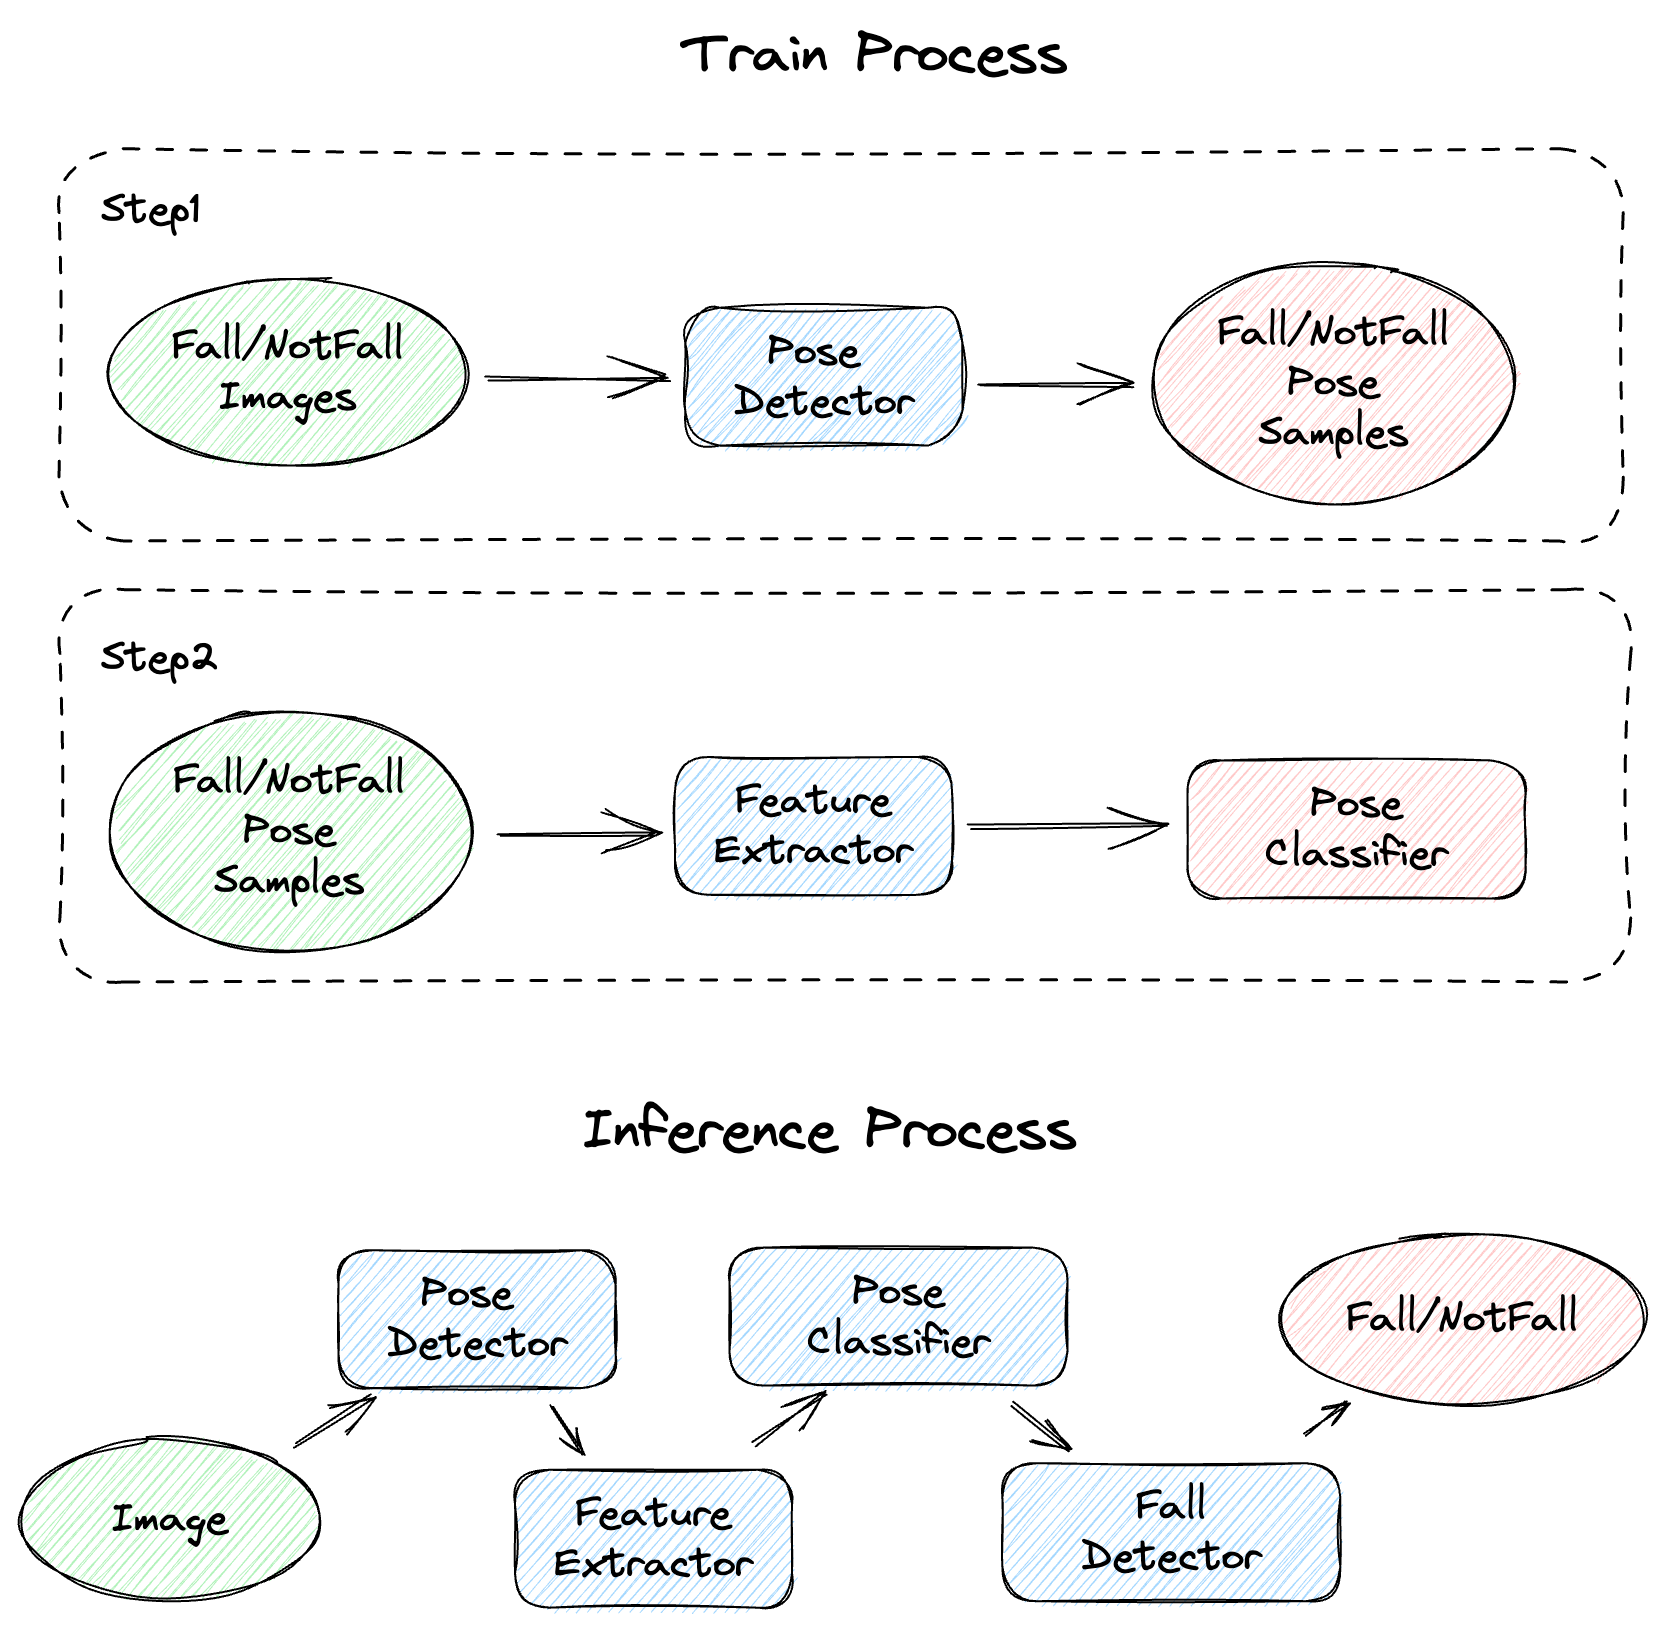 Train Process
Step1
Fall/NotFall
Images
Pose
Detector
Fall/NotFall
Pose
Samples
Step2
Fall/NotFall
Pose
Samples
Feature
Extractor
Pose
Classifier
Inference Process
Image
Pose
Detector
Feature
Extractor
Pose
Classifier
Fall
Detector
Fall/NotFall